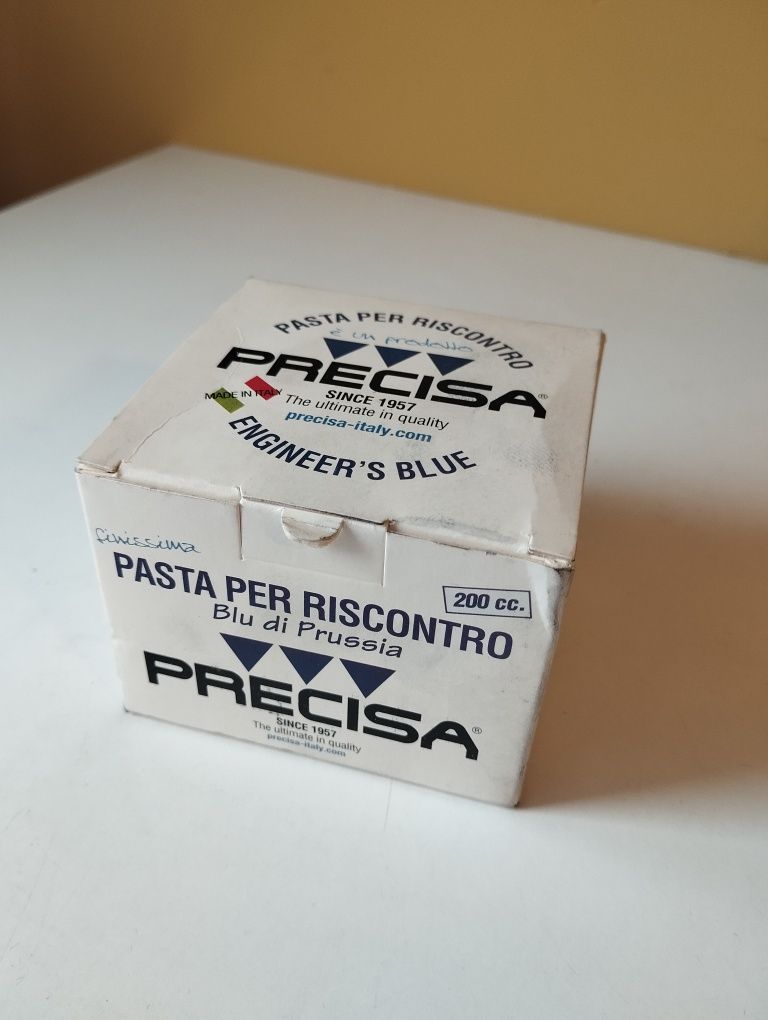 PASTA PER RISCONTRO
è un prodotto
PRECISA®
MADE IN ITALY
SINCE 1957
The ultimate in quality
precisa-italy.com
ENGINEER'S BLUE
finissima
PASTA PER RISCONTRO
200 cc.
Blu di Prussia
PRECISA®
SINCE 1957
The ultimate in quality
precisa-italy.com